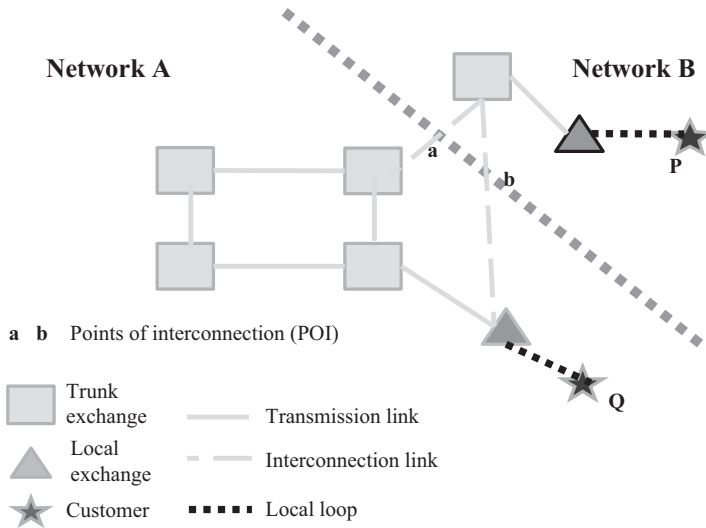 Network A
Network B
a
b
P
a b Points of interconnection (POI)
Q
Trunk
exchange
Transmission link
Local
exchange
Interconnection link
Customer
Local loop